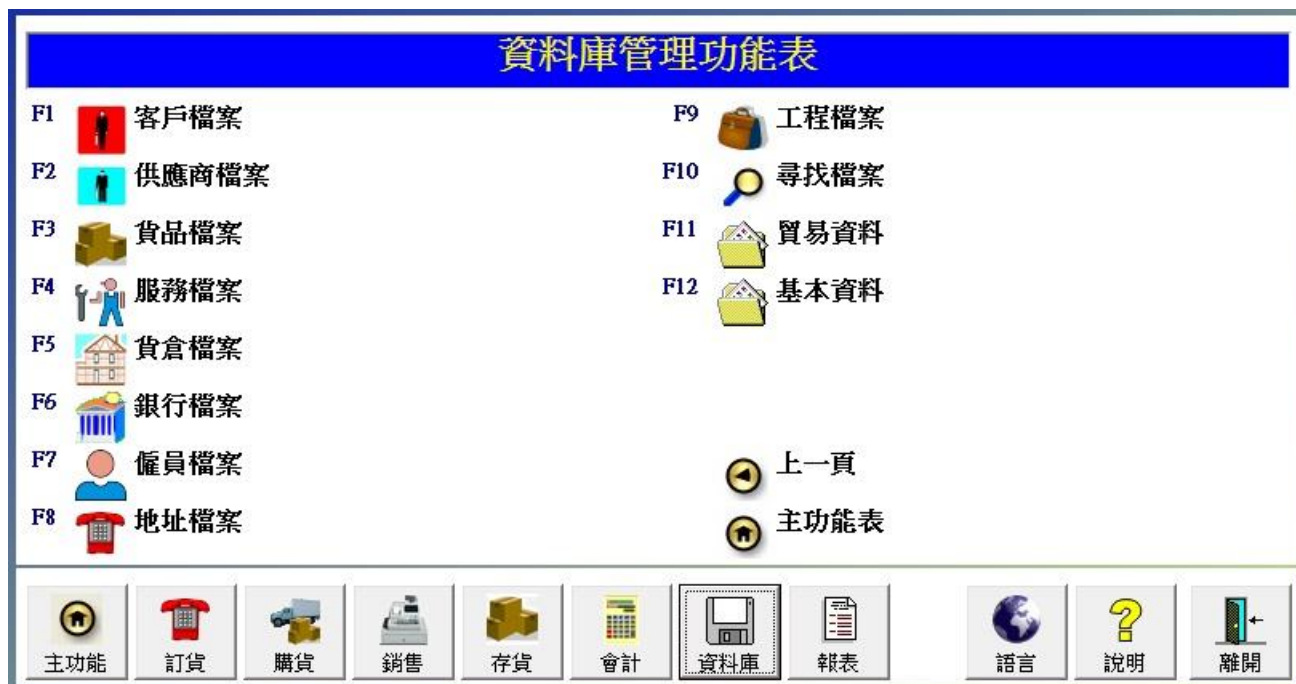 資料庫管理功能表
F1 客戶檔案
F2 供應商檔案
F3 貨品檔案
F4 服務檔案
F5 貨倉檔案
F6 銀行檔案
F7 僱員檔案
F8 地址檔案
F9 工程檔案
F10 尋找檔案
F11 貿易資料
F12 基本資料
上一頁
主功能表
主功能 訂貨 購貨 銷售 存貨 會計 資料庫 報表 語言 說明 離開